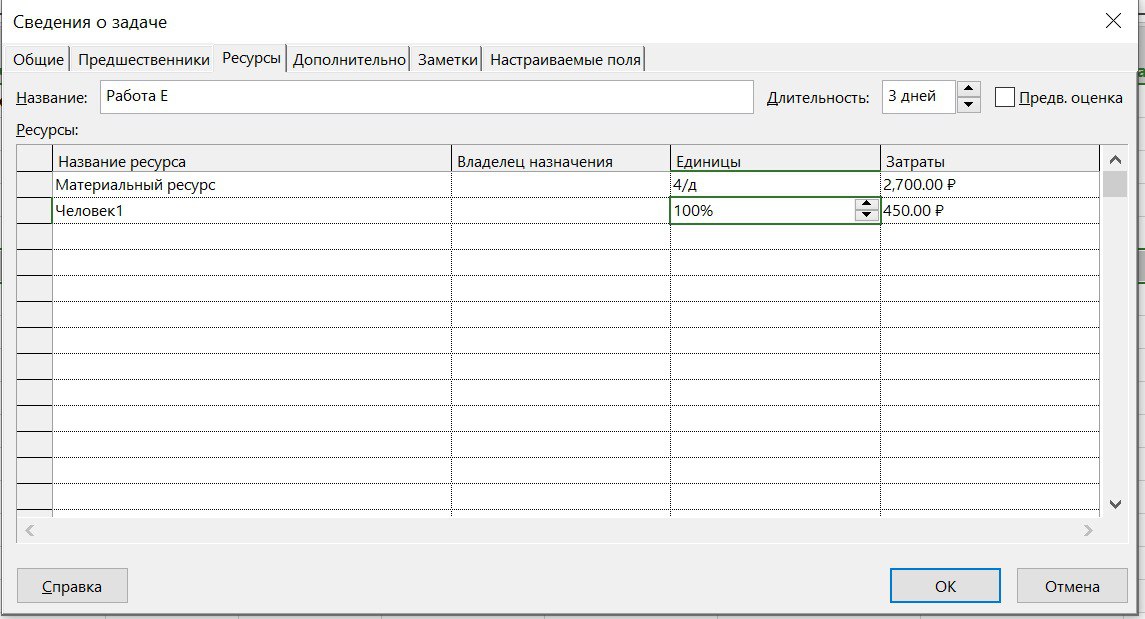 Сведения о задаче
Общие Предшественники Ресурсы Дополнительно Заметки Настраиваемые поля
Название: Работа Е Длительность: 3 дней Предв. оценка
Ресурсы:
Название ресурса Владелец назначения Единицы Затраты
Материальный ресурс 4/д 2,700.00 ₽
Человек1 100% 450.00 ₽
Справка ОК Отмена